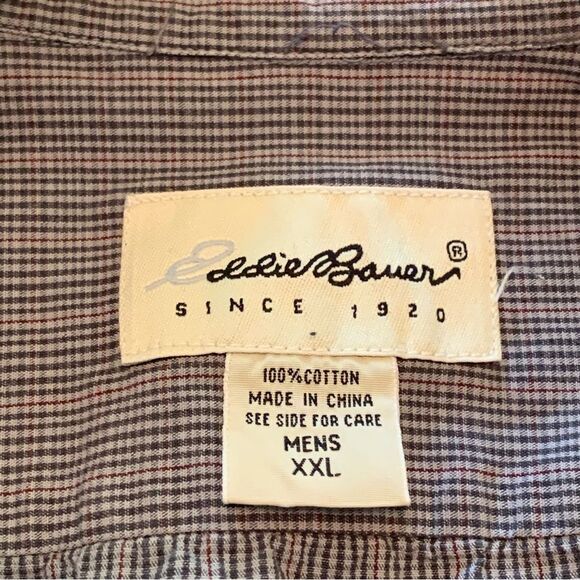 Eddie Bauer®
SINCE 1920
100% COTTON
MADE IN CHINA
SEE SIDE FOR CARE
MENS
XXL